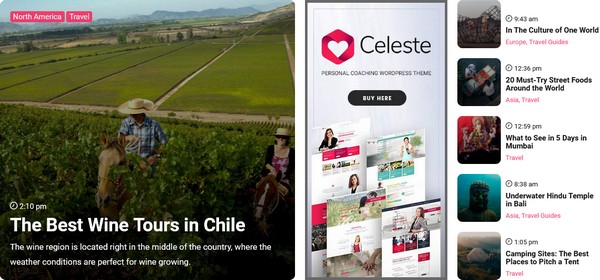 North America Travel
2:10 pm
The Best Wine Tours in Chile
The wine region is located right in the middle of the country, where the
weather conditions are perfect for wine growing.
Celeste
PERSONAL COACHING WORDPRESS THEME
BUY HERE
9:43 am
In The Culture of One World
Europe, Travel Guides
12:36 pm
20 Must-Try Street Foods
Around the World
Asia, Travel
12:59 pm
What to See in 5 Days in
Mumbai
Travel
8:38 am
Underwater Hindu Temple
in Bali
Asia, Travel Guides
1:05 pm
Camping Sites: The Best
Places to Pitch a Tent
Travel